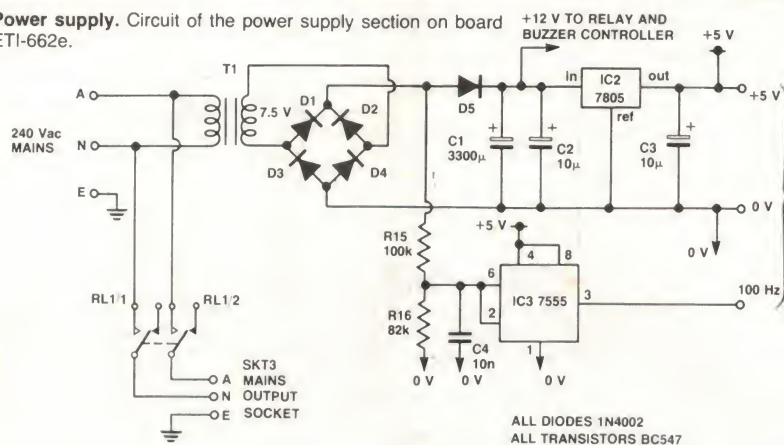 Power supply. Circuit of the power supply section on board
ETI-662e.
+12 V TO RELAY AND
BUZZER CONTROLLER
+5 V
T1
A
7.5 V
D1
D2
D5
in
IC2
7805
out
ref
+5 V
240 Vac
MAINS
N
D3
D4
C1
3300µ
+
C2
10µ
+
C3
10µ
+
E
R15
100k
+5 V
0 V
0 V
4
8
6
2
IC3 7555
3
100 Hz
R16
82k
C4
10n
1
0 V
0 V
0 V
RL1/1
RL1/2
SKT3
A MAINS
N OUTPUT
E SOCKET
ALL DIODES 1N4002
ALL TRANSISTORS BC547